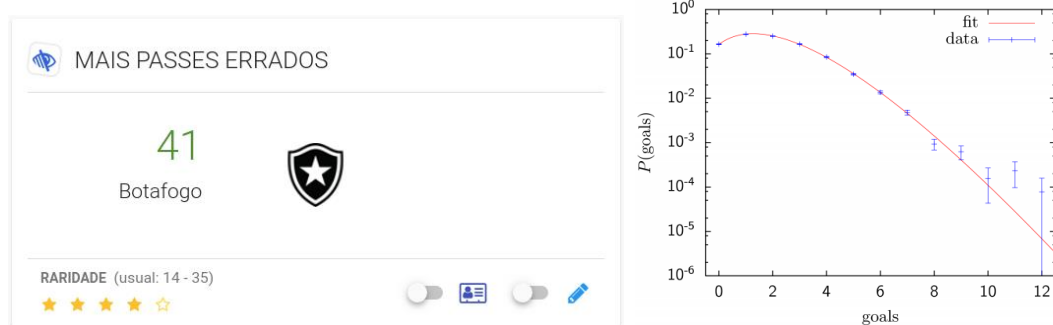 MAIS PASSES ERRADOS
41
Botafogo
RARIDADE (usual: 14 - 35)
10^0
10^-1
10^-2
10^-3
10^-4
10^-5
10^-6
P(goals)
fit
data
0 2 4 6 8 10 12
goals